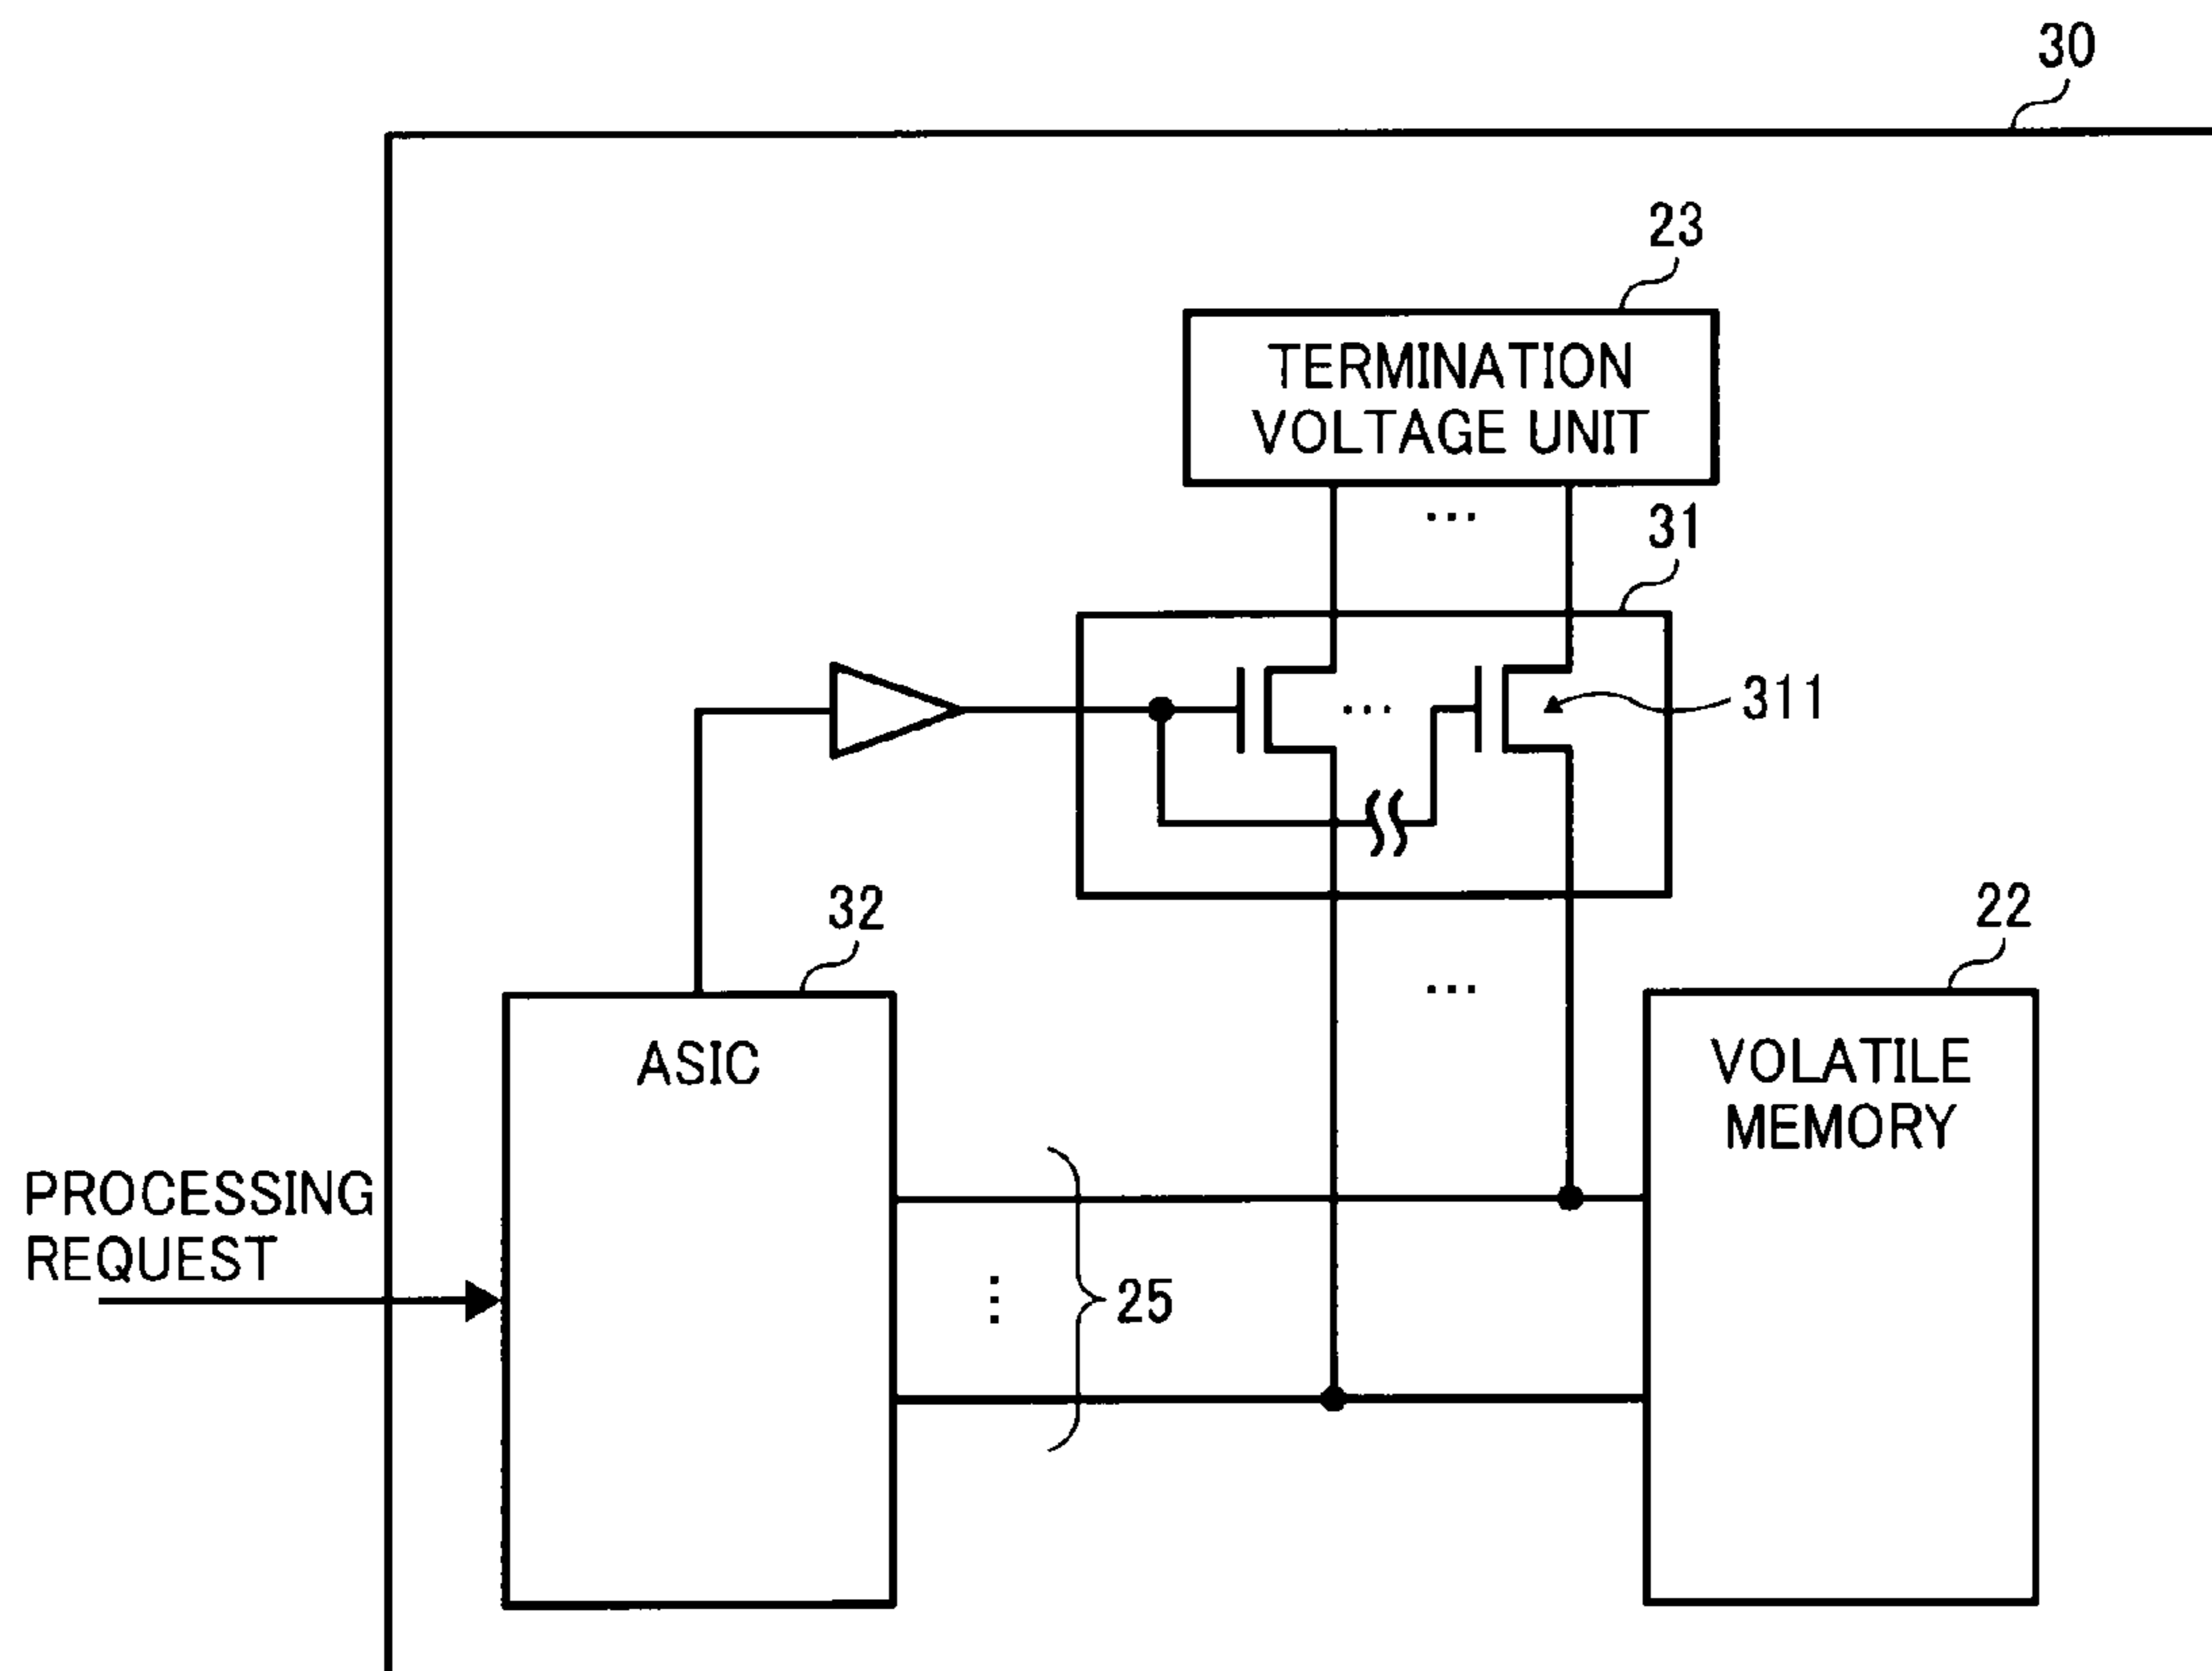 30
23
TERMINATION
VOLTAGE UNIT
...
31
... 311
32
22
...
ASIC
VOLATILE
MEMORY
PROCESSING
REQUEST
25